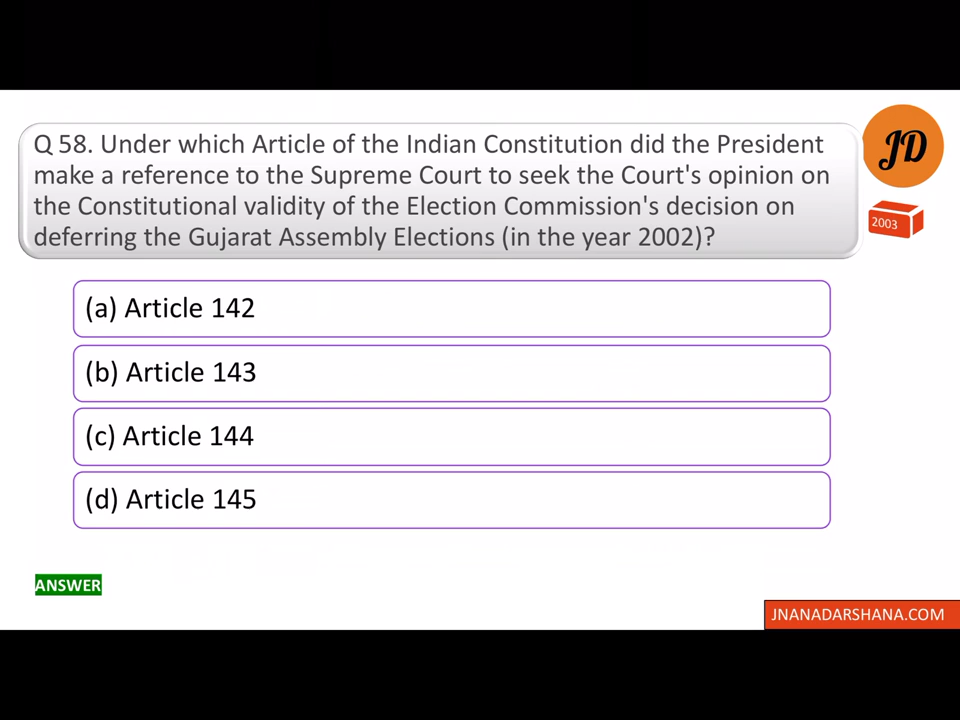 Q 58. Under which Article of the Indian Constitution did the President
make a reference to the Supreme Court to seek the Court's opinion on
the Constitutional validity of the Election Commission's decision on
deferring the Gujarat Assembly Elections (in the year 2002)?
JD
2003
(a) Article 142
(b) Article 143
(c) Article 144
(d) Article 145
ANSWER
JNANADARSHANA.COM